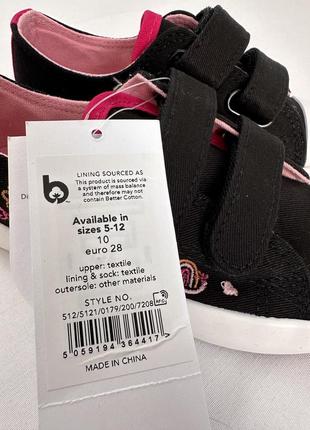 LINING SOURCED AS
This product is sourced via
a system of mass balance
and therefore may not
contain Better Cotton.
Available in
sizes 5-12
10
euro 28
upper: textile
lining & sock: textile
outersole: other materials
STYLE NO.
512/5121/0179/200/7208
5 059194 364417
MADE IN CHINA
Di